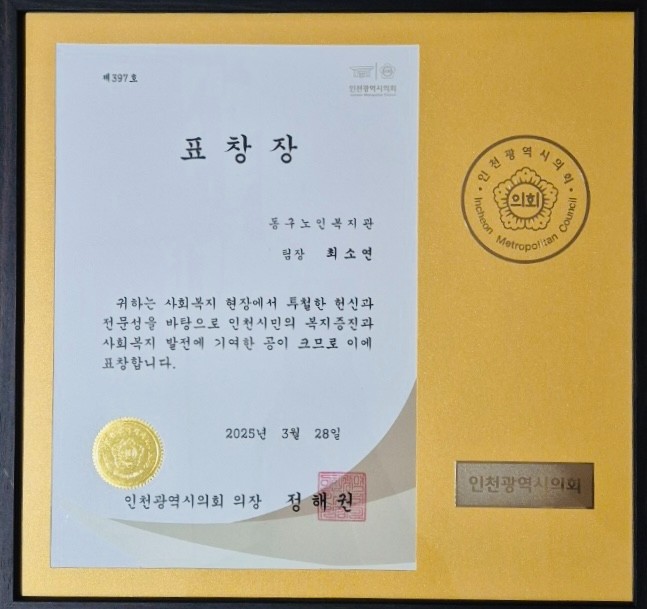 제 397 호
인천광역시의회
표 창 장
동구노인복지관
팀장 최소연
귀하는 사회복지 현장에서 투철한 헌신과
전문성을 바탕으로 인천시민의 복지증진과
사회복지 발전에 기여한 공이 크므로 이에
표창합니다.
2025년 3월 28일
인천광역시의회 의장 정 해 권
인천광역시의회
의회
Incheon Metropolitan Council
인천광역시의회